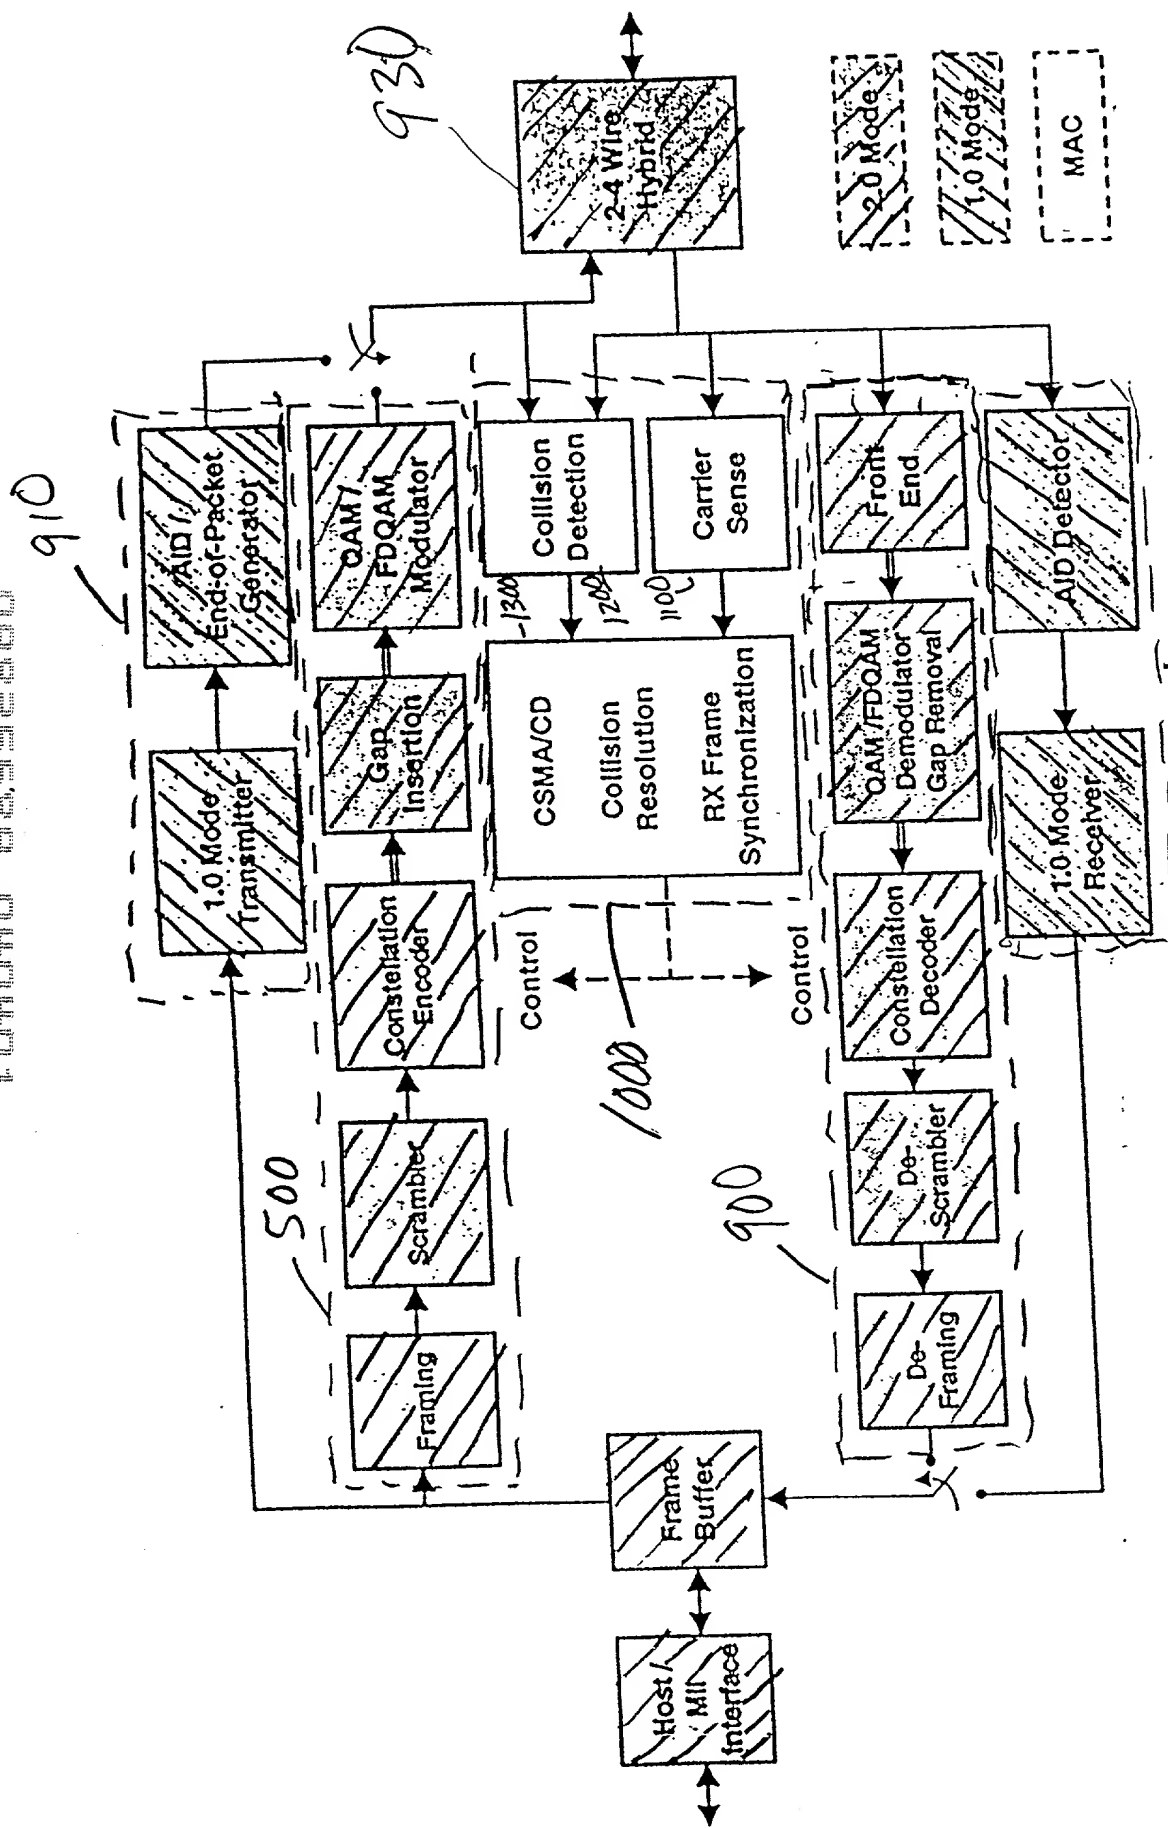 910
930
AID /
End-of-Packet
Generator
1.0 Mode
Transmitter
500
Framing
Scrambler
Constellation
Encoder
Gap
Insertion
QAM /
FDQAM
Modulator
2-4 Wire
Hybrid
Host /
MII
Interface
Frame
Buffer
Control
1000
Control
CSMA/CD
Collision
Resolution
RX Frame
Synchronization
1300
1200
1100
Collision
Detection
Carrier
Sense
900
De-
Framing
De-
Scrambler
Constellation
Decoder
QAM /FDQAM
Demodulator
Gap Removal
Front
End
1.0 Mode
Receiver
AID Detector
2.0 Mode
1.0 Mode
MAC